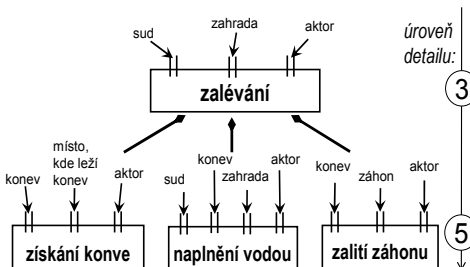 sud
zahrada
aktor
úroveň
detailu:
zalévání
3
konev
místo,
kde leží
konev
aktor
sud
konev
zahrada
aktor
konev
záhon
aktor
získání konve
naplnění vodou
zalití záhonu
5